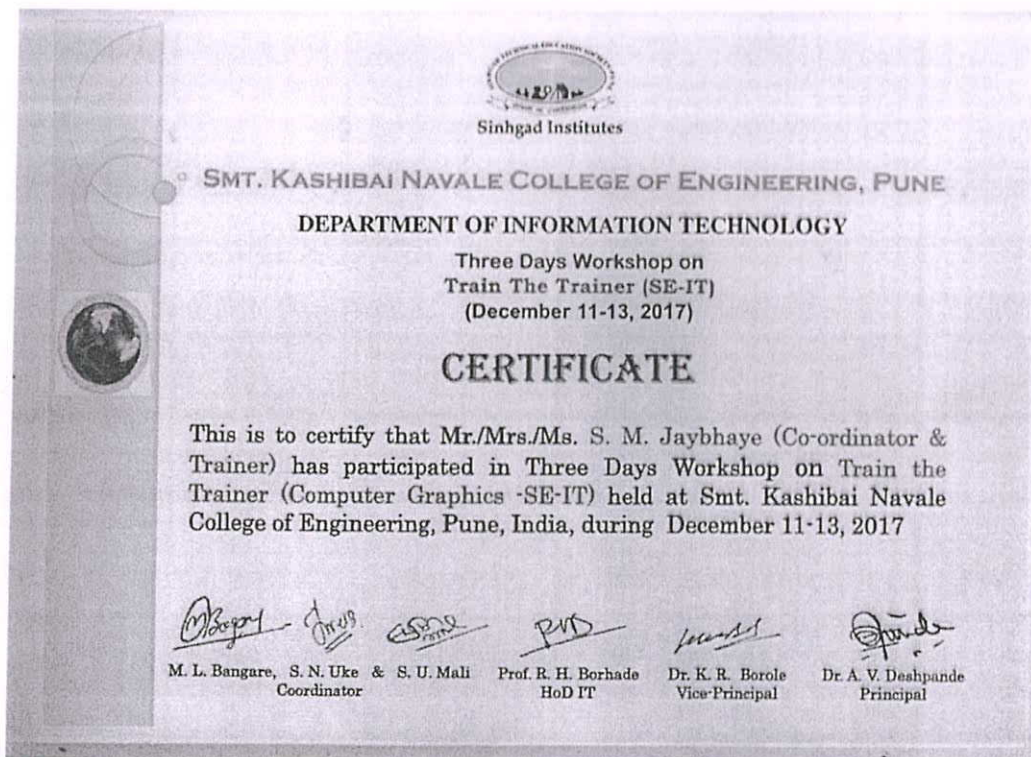 Sinhgad Institutes
SMT. KASHIBAI NAVALE COLLEGE OF ENGINEERING, PUNE
DEPARTMENT OF INFORMATION TECHNOLOGY
Three Days Workshop on
Train The Trainer (SE-IT)
(December 11-13, 2017)
CERTIFICATE
This is to certify that Mr./Mrs./Ms. S. M. Jaybhaye (Co-ordinator &
Trainer) has participated in Three Days Workshop on Train the
Trainer (Computer Graphics -SE-IT) held at Smt. Kashibai Navale
College of Engineering, Pune, India, during December 11-13, 2017
M. L. Bangare, S. N. Uke & S. U. Mali
Coordinator
Prof. R. H. Borhade
HoD IT
Dr. K. R. Borole
Vice-Principal
Dr. A. V. Deshpande
Principal